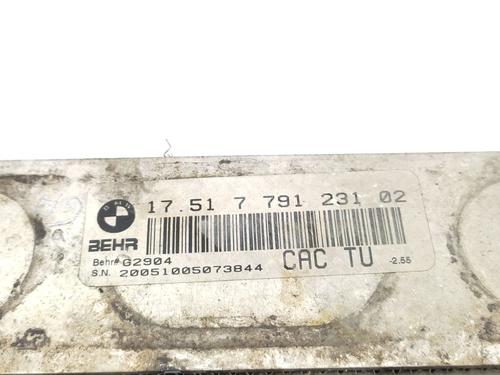 17.51 7 791 231 02
BEHR
Behr# G2904
CAC TU -2.55
S.N. 20051005073844